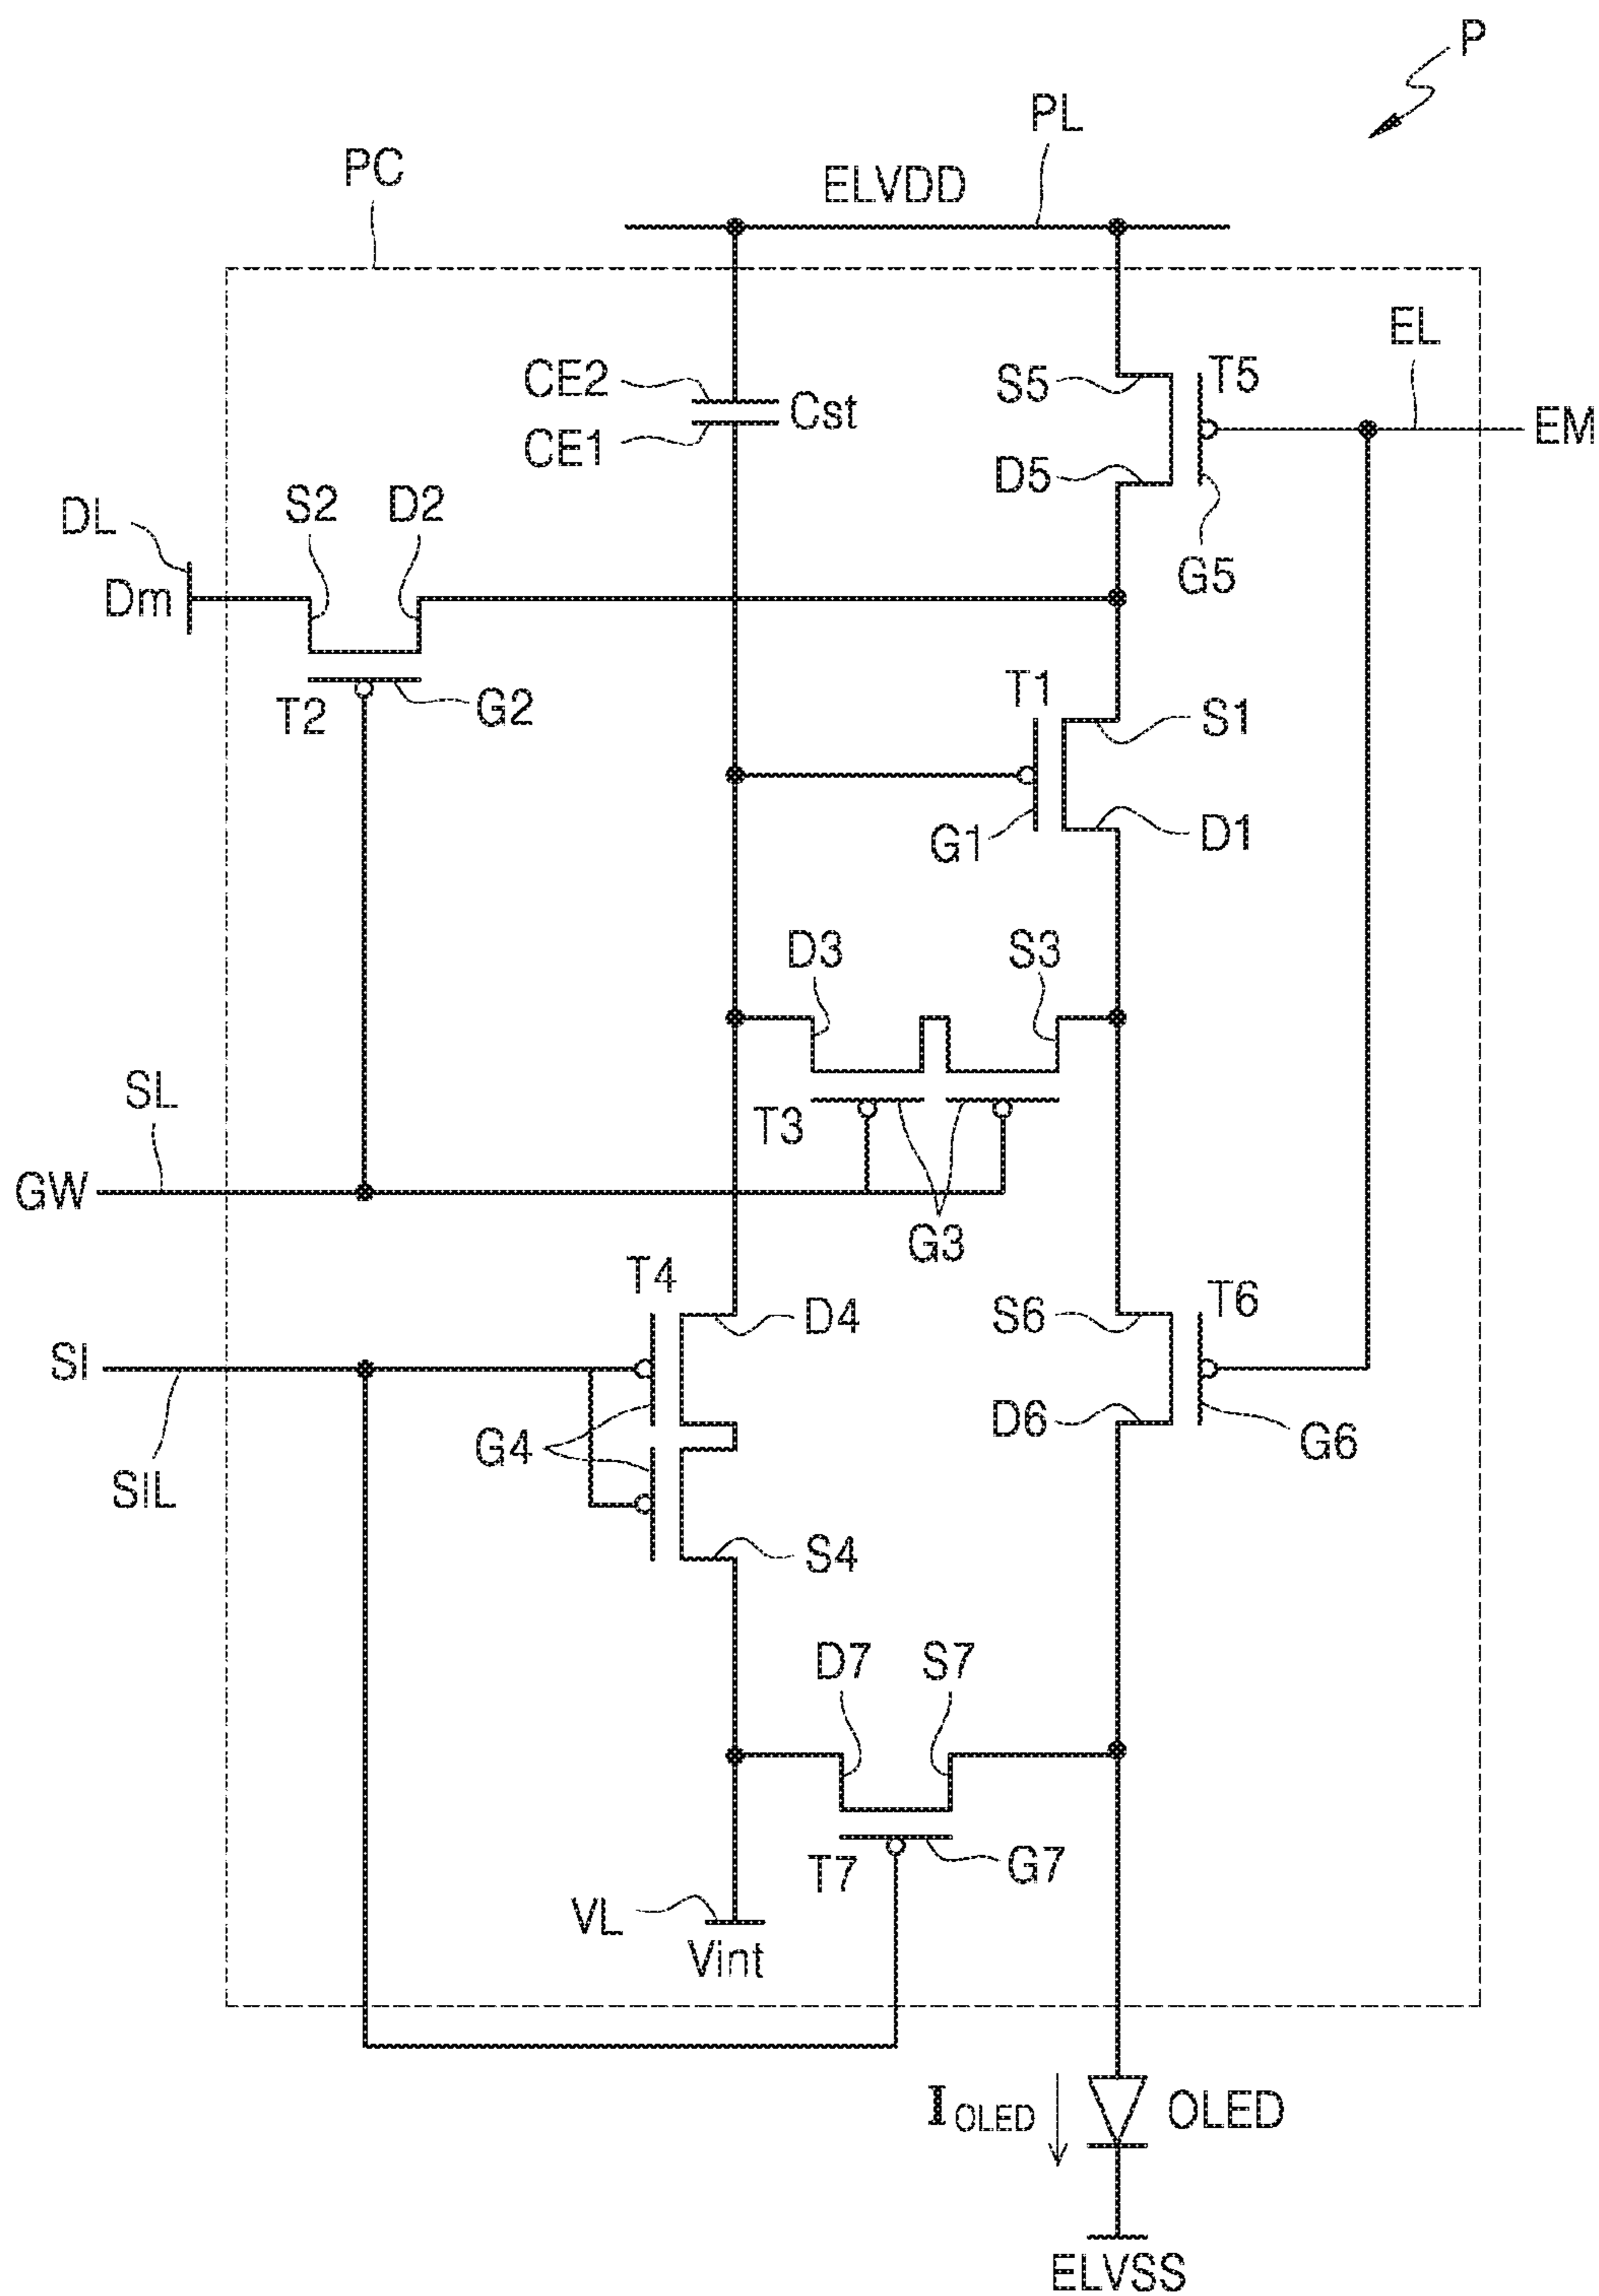 P
PL
PC
ELVDD
EL
CE2
Cst
S5
T5
EM
CE1
D5
DL
S2
D2
G5
Dm
T1
T2
G2
S1
G1
D1
D3
S3
SL
T3
GW
G3
T4
T6
D4
S6
SI
D6
G4
G6
SIL
S4
D7
S7
T7
G7
VL
Vint
IOLED
OLED
ELVSS